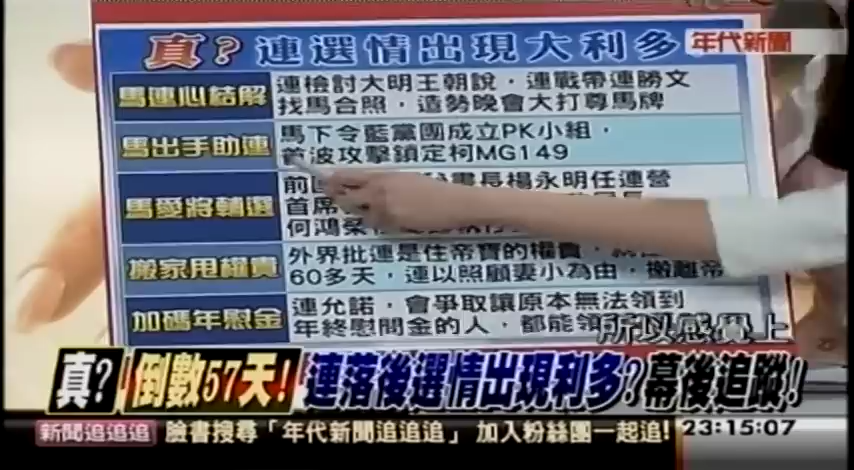 真? 連選情出現大利多
年代新聞
馬連心結解
連檢討大明王朝說，連戰帶連勝文
找馬合照，造勢晚會大打尊馬牌
馬出手助連
馬下令藍黨團成立PK小組，
首波攻擊鎖定柯MG149
馬愛將輔選
前 長楊永明任連營
首席
何鴻榮
搬家甩權貴
外界批連是住帝寶的權貴，
60多天，連以照顧妻小為由，搬離帝
加碼年慰金
連允諾，會爭取讓原本無法領到
年終慰問金的人，都能領
所以感覺上
真? 倒數57天! 連落後選情出現利多? 幕後追蹤!
新聞追追追 臉書搜尋「年代新聞追追追」 加入粉絲團一起追! 23:15:07